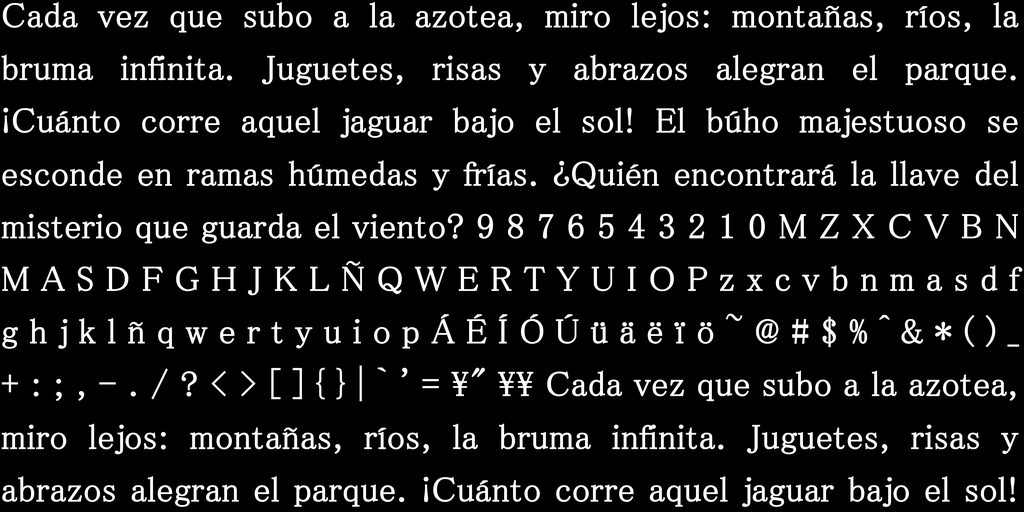 Cada vez que subo a la azotea, miro lejos: montañas, ríos, la
bruma infinita. Juguetes, risas y abrazos alegran el parque.
¡Cuánto corre aquel jaguar bajo el sol! El búho majestuoso se
esconde en ramas húmedas y frías. ¿Quién encontrará la llave del
misterio que guarda el viento? 9 8 7 6 5 4 3 2 1 0 M Z X C V B N
M A S D F G H J K L Ñ Q W E R T Y U I O P z x c v b n m a s d f
g h j k l ñ q w e r t y u i o p Á É Í Ó Ú ü ä ë ï ö ~ @ # $ % ^ & * ( ) _
+ : ; , - . / ? < > [ ] { } | ` ' = ¥" ¥¥ Cada vez que subo a la azotea,
miro lejos: montañas, ríos, la bruma infinita. Juguetes, risas y
abrazos alegran el parque. ¡Cuánto corre aquel jaguar bajo el sol!